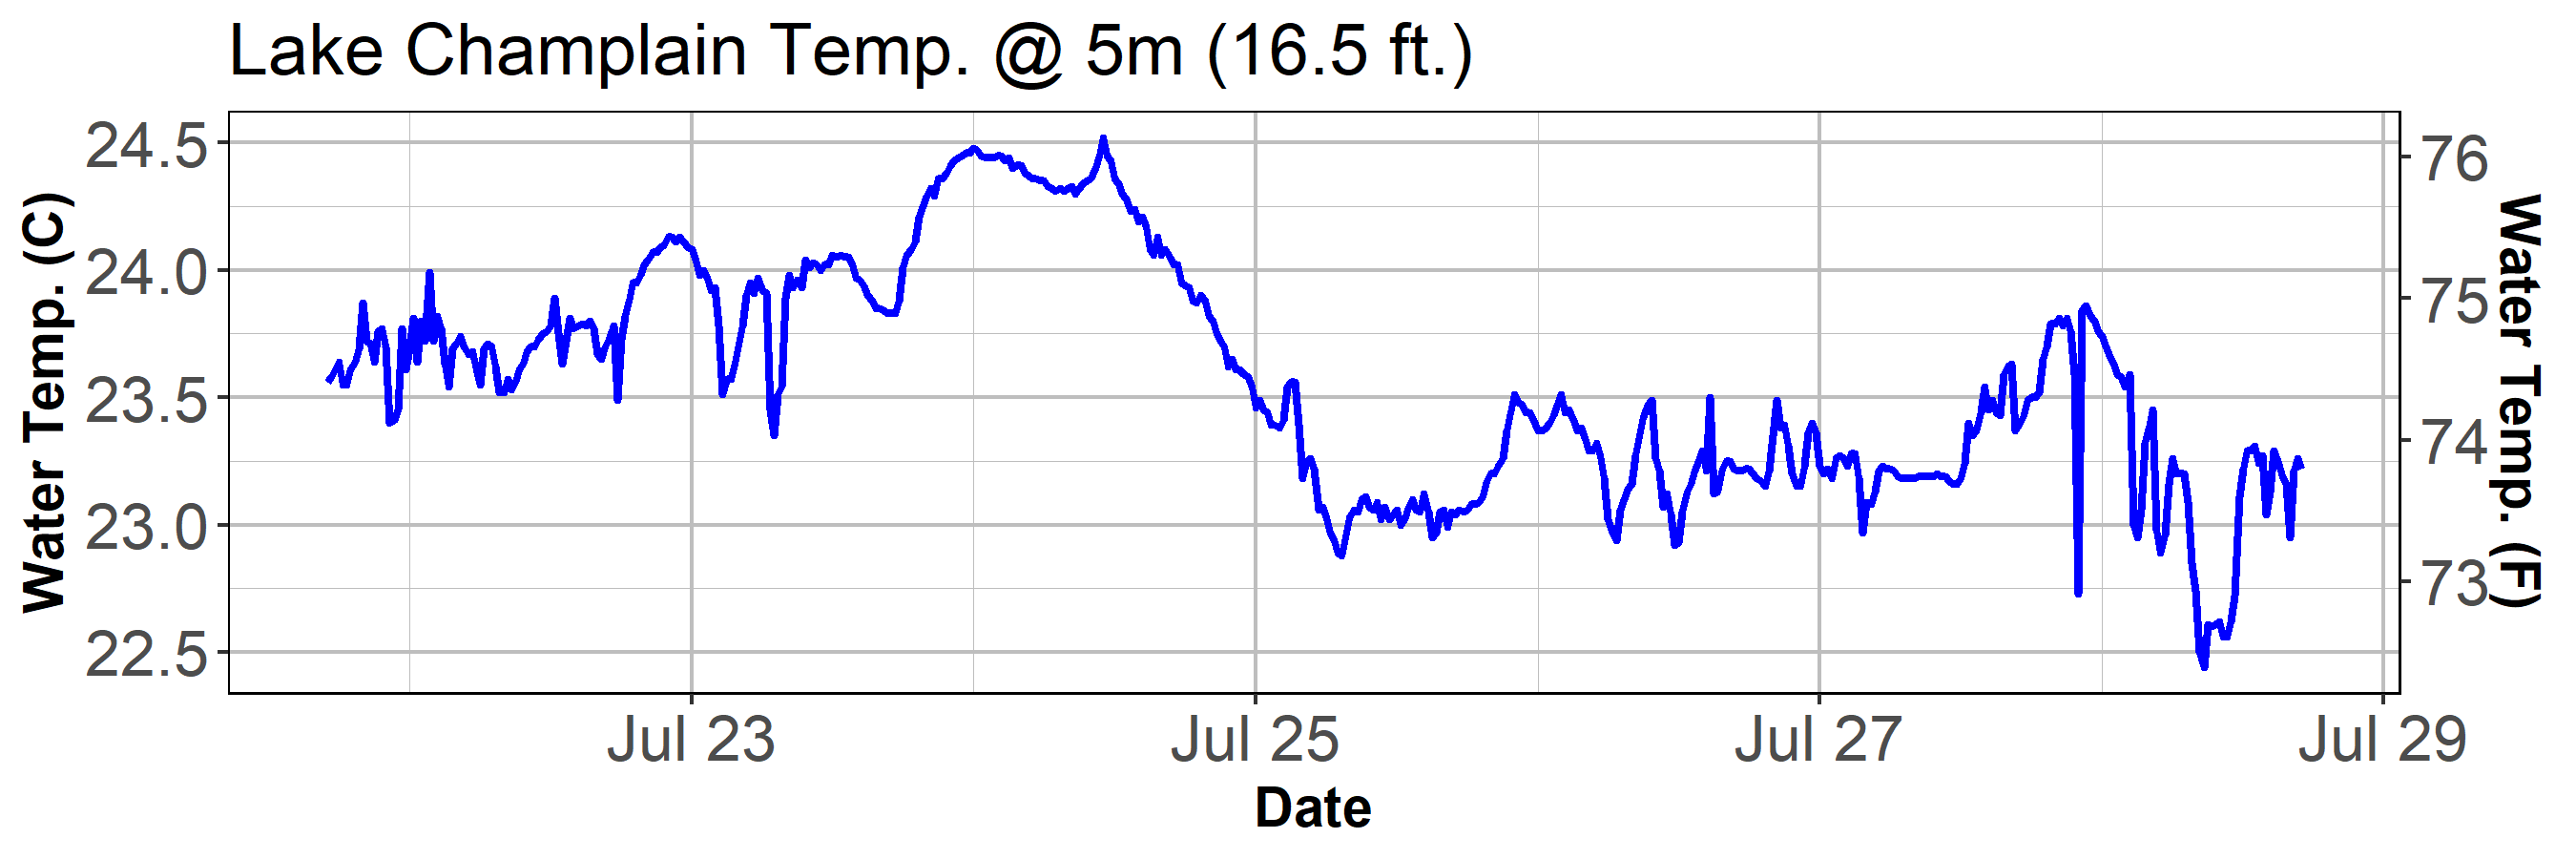 Lake Champlain Temp. @ 5m (16.5 ft.)
Water Temp. (C)
24.5
24.0
23.5
23.0
22.5
76
75
74
73
Water Temp. (F)
Jul 23 Jul 25 Jul 27 Jul 29
Date